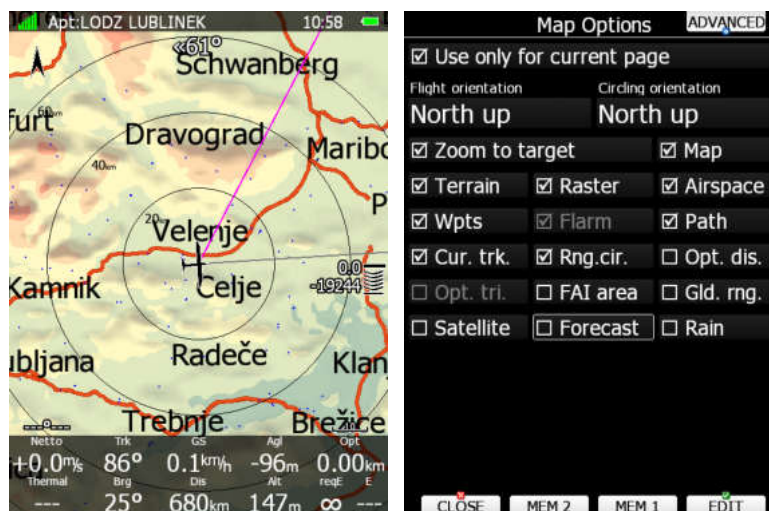 Apt:LODZ LUBLINEK 10:58
«61°
Schwanberg
60km
urt
Dravograd
Maribo
40km
P
20
Velenje
0.0
-19244
Kamnik
Celje
ubljana
Radeče
Klan
Trebnje
Brežice
Netto Trk GS Agl Opt
+0.0m/s 86° 0.1km/h -96m 0.00km
Thermal Brg Dis Alt reqE E
--- 25° 680km 147m ∞ ---
Map Options ADVANCED
Use only for current page
Flight orientation Circling orientation
North up North up
Zoom to target Map
Terrain Raster Airspace
Wpts Flarm Path
Cur. trk. Rng.cir. Opt. dis.
Opt. tri. FAI area Gld. rng.
Satellite Forecast Rain
CLOSE MEM 2 MEM 1 EDIT